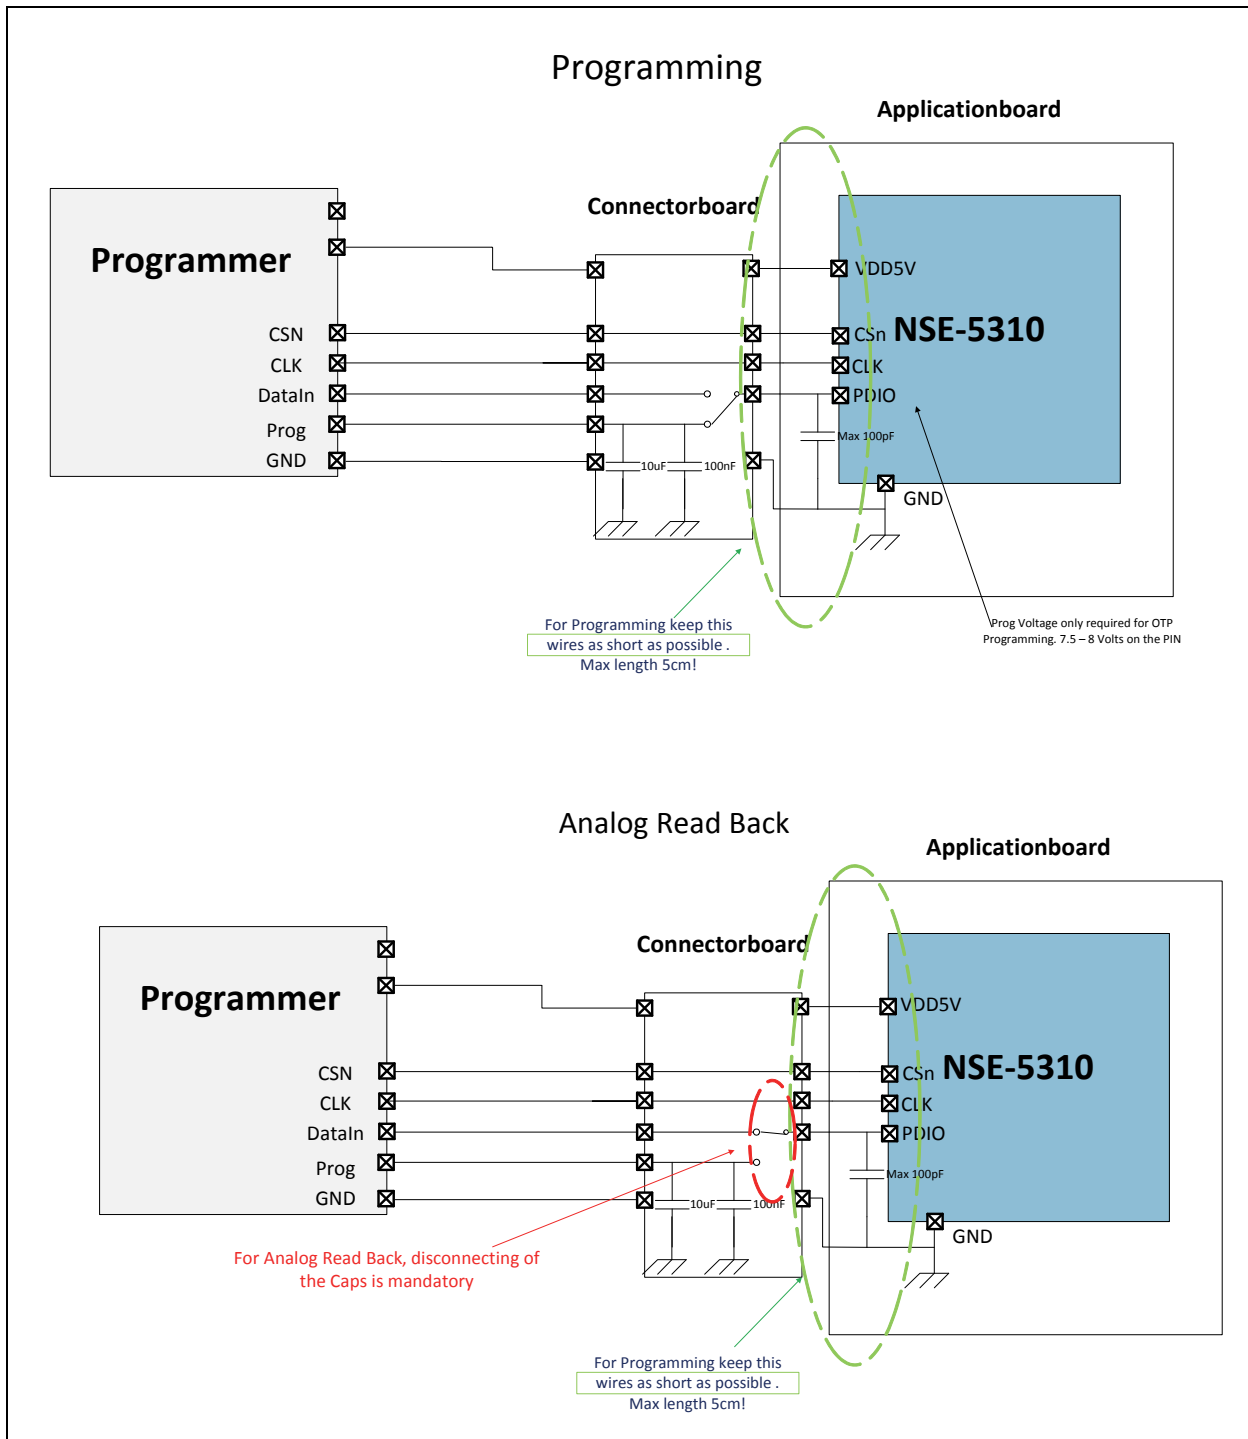 Programming
Applicationboard
Connectorboard
Programmer
VDD5V
NSE-5310
CSN
CSn
CLK
CLK
DataIn
PDIO
Prog
Max 100pF
GND
10uF
100nF
GND
For Programming keep this
wires as short as possible .
Max length 5cm!
Prog Voltage only required for OTP
Programming. 7.5 – 8 Volts on the PIN
Analog Read Back
Applicationboard
Connectorboard
Programmer
VDD5V
NSE-5310
CSN
CSn
CLK
CLK
DataIn
PDIO
Prog
Max 100pF
GND
10uF
100nF
GND
For Analog Read Back, disconnecting of
the Caps is mandatory
For Programming keep this
wires as short as possible .
Max length 5cm!